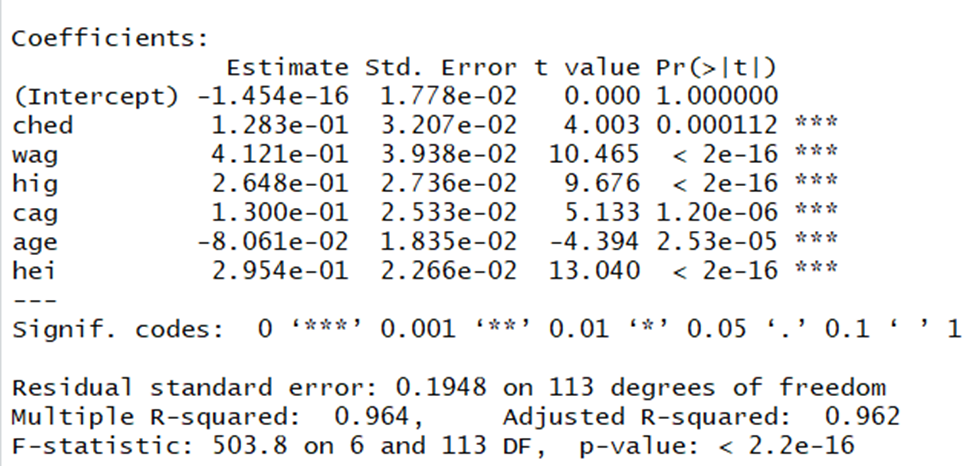 Coefficients:
Estimate Std. Error t value Pr(>|t|)
(Intercept) -1.454e-16 1.778e-02 0.000 1.000000
ched 1.283e-01 3.207e-02 4.003 0.000112 ***
wag 4.121e-01 3.938e-02 10.465 < 2e-16 ***
hig 2.648e-01 2.736e-02 9.676 < 2e-16 ***
cag 1.300e-01 2.533e-02 5.133 1.20e-06 ***
age -8.061e-02 1.835e-02 -4.394 2.53e-05 ***
hei 2.954e-01 2.266e-02 13.040 < 2e-16 ***
---
Signif. codes: 0 ‘***’ 0.001 ‘**’ 0.01 ‘*’ 0.05 ‘.’ 0.1 ‘ ’ 1
Residual standard error: 0.1948 on 113 degrees of freedom
Multiple R-squared: 0.964, Adjusted R-squared: 0.962
F-statistic: 503.8 on 6 and 113 DF, p-value: < 2.2e-16